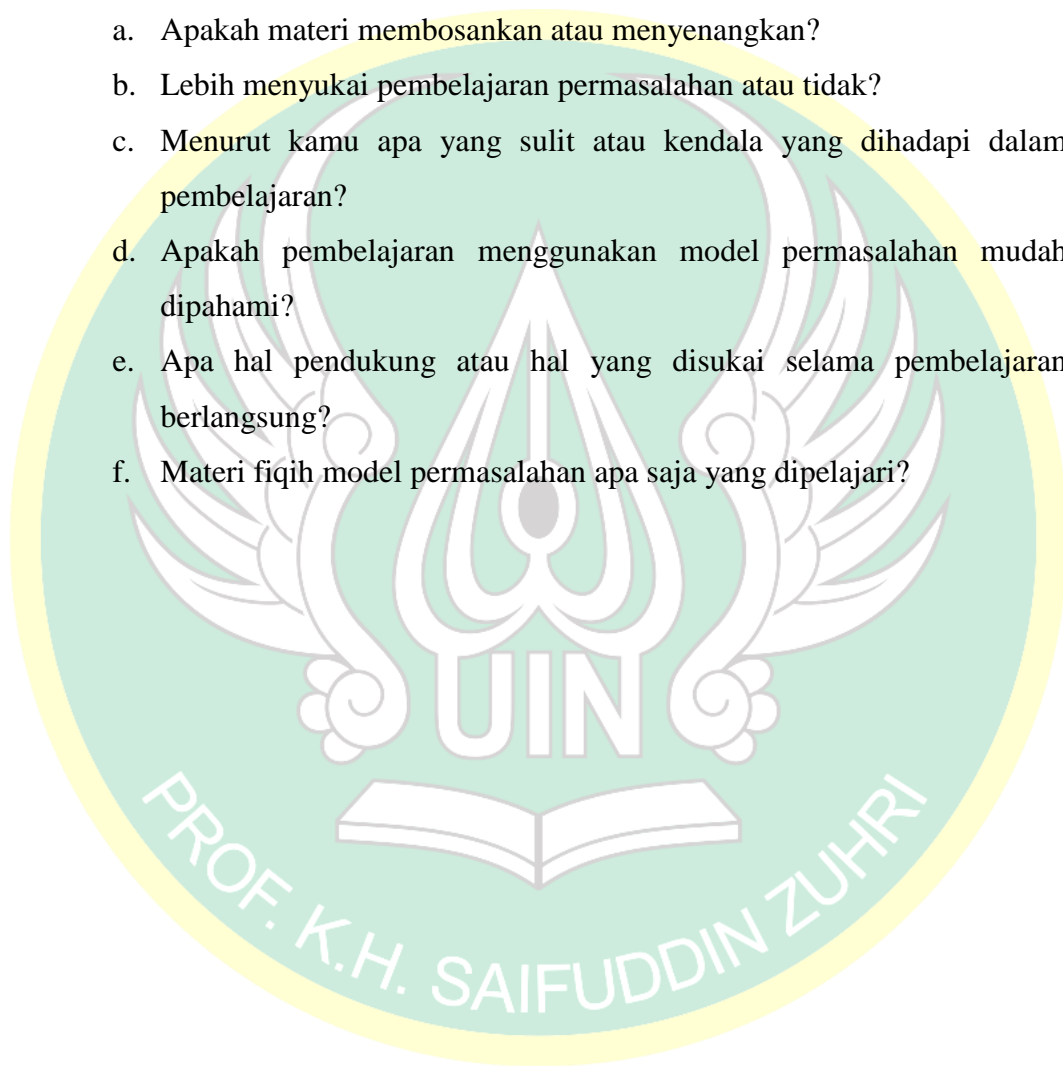 a. Apakah materi membosankan atau menyenangkan?
b. Lebih menyukai pembelajaran permasalahan atau tidak?
c. Menurut kamu apa yang sulit atau kendala yang dihadapi dalam
pembelajaran?
d. Apakah pembelajaran menggunakan model permasalahan mudah
dipahami?
e. Apa hal pendukung atau hal yang disukai selama pembelajaran
berlangsung?
f. Materi fiqih model permasalahan apa saja yang dipelajari?
UIN
PROF. K.H. SAIFUDDIN ZUHRI